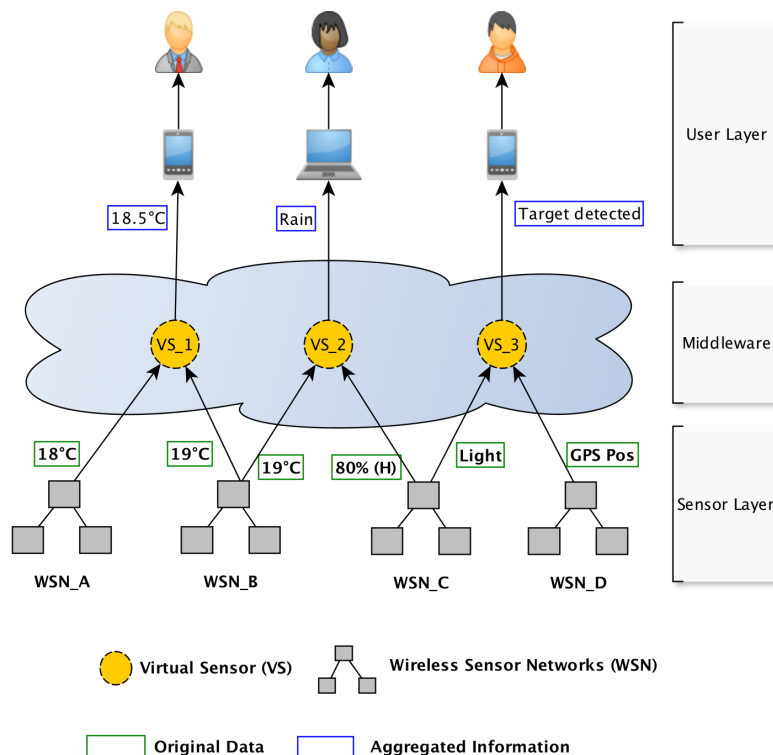 User Layer
18.5°C
Rain
Target detected
VS_1
VS_2
VS_3
Middleware
18°C
19°C
19°C
80% (H)
Light
GPS Pos
Sensor Layer
WSN_A
WSN_B
WSN_C
WSN_D
Virtual Sensor (VS)
Wireless Sensor Networks (WSN)
Original Data
Aggregated Information